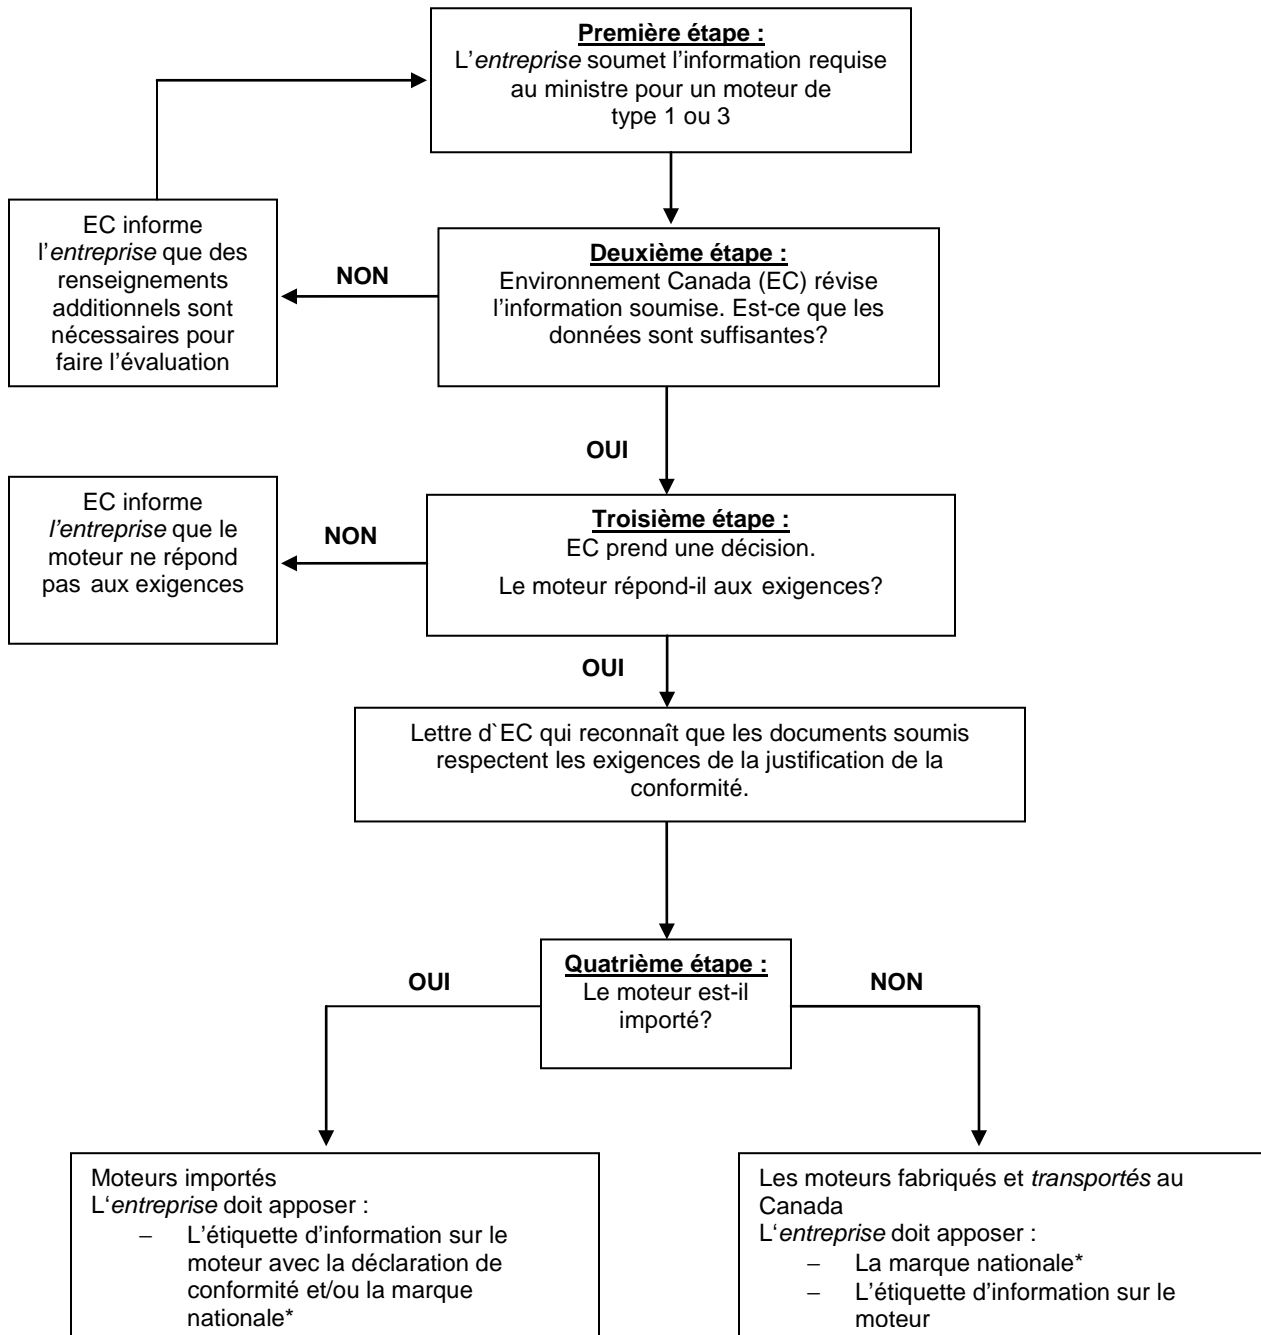 Première étape :
L'entreprise soumet l'information requise
au ministre pour un moteur de
type 1 ou 3
EC informe
l'entreprise que des
renseignements
additionnels sont
nécessaires pour
faire l'évaluation
NON
Deuxième étape :
Environnement Canada (EC) révise
l'information soumise. Est-ce que les
données sont suffisantes?
OUI
EC informe
l'entreprise que le
moteur ne répond
pas aux exigences
NON
Troisième étape :
EC prend une décision.
Le moteur répond-il aux exigences?
OUI
Lettre d`EC qui reconnaît que les documents soumis
respectent les exigences de la justification de la
conformité.
Quatrième étape :
Le moteur est-il
importé?
OUI
NON
Moteurs importés
L'entreprise doit apposer :
– L'étiquette d'information sur le
moteur avec la déclaration de
conformité et/ou la marque
nationale*
Les moteurs fabriqués et transportés au
Canada
L'entreprise doit apposer :
– La marque nationale*
– L'étiquette d'information sur le
moteur